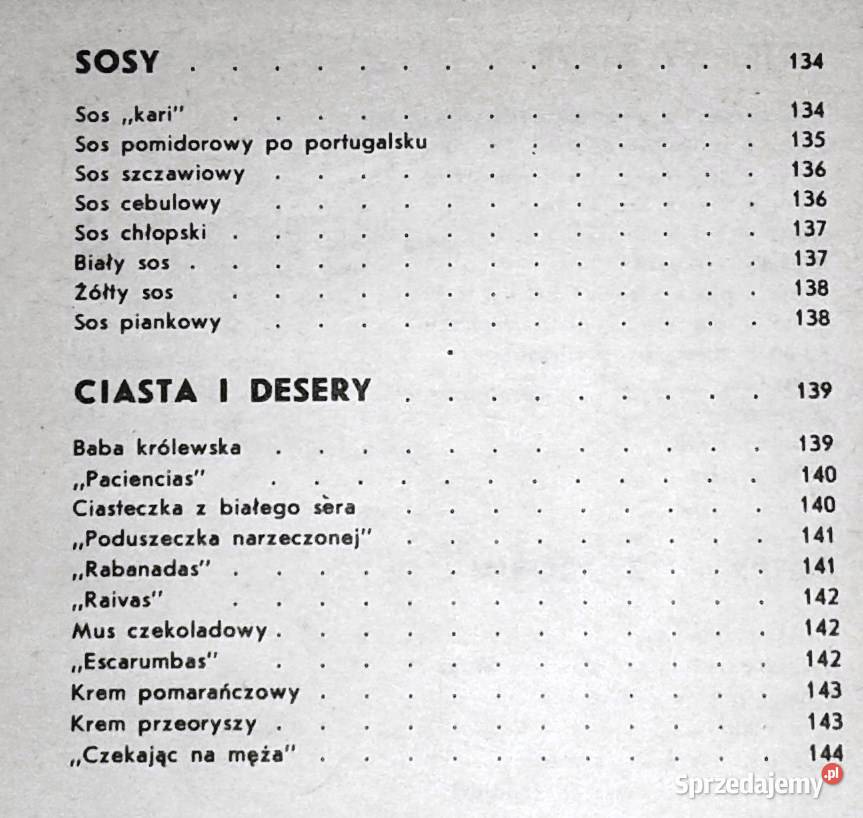 SOSY . . . . . . . . . . . . . . 134
Sos „kari" . . . . . . . . . . . . . 134
Sos pomidorowy po portugalsku . . . . . . . 135
Sos szczawiowy . . . . . . . . . . . . 136
Sos cebulowy . . . . . . . . . . . . 136
Sos chłopski . . . . . . . . . . . . . 137
Biały sos . . . . . . . . . . . . . . 137
Żółty sos . . . . . . . . . . . . . 138
Sos piankowy . . . . . . . . . . . . 138
CIASTA I DESERY . . . . . . . . . 139
Baba królewska . . . . . . . . . . . . 139
„Paciencias" . . . . . . . . . . . . 140
Ciasteczka z białego sera . . . . . . . . . 140
„Poduszeczka narzeczonej" . . . . . . . . . 141
„Rabanadas" . . . . . . . . . . . . . 141
„Raivas" . . . . . . . . . . . . . 142
Mus czekoladowy . . . . . . . . . . . . 142
„Escarumbas" . . . . . . . . . . . . 142
Krem pomarańczowy . . . . . . . . . . . 143
Krem przeoryszy . . . . . . . . . . . . 143
„Czekając na męża" . . . . . . . . . . . 144
Sprzedajemy.pl